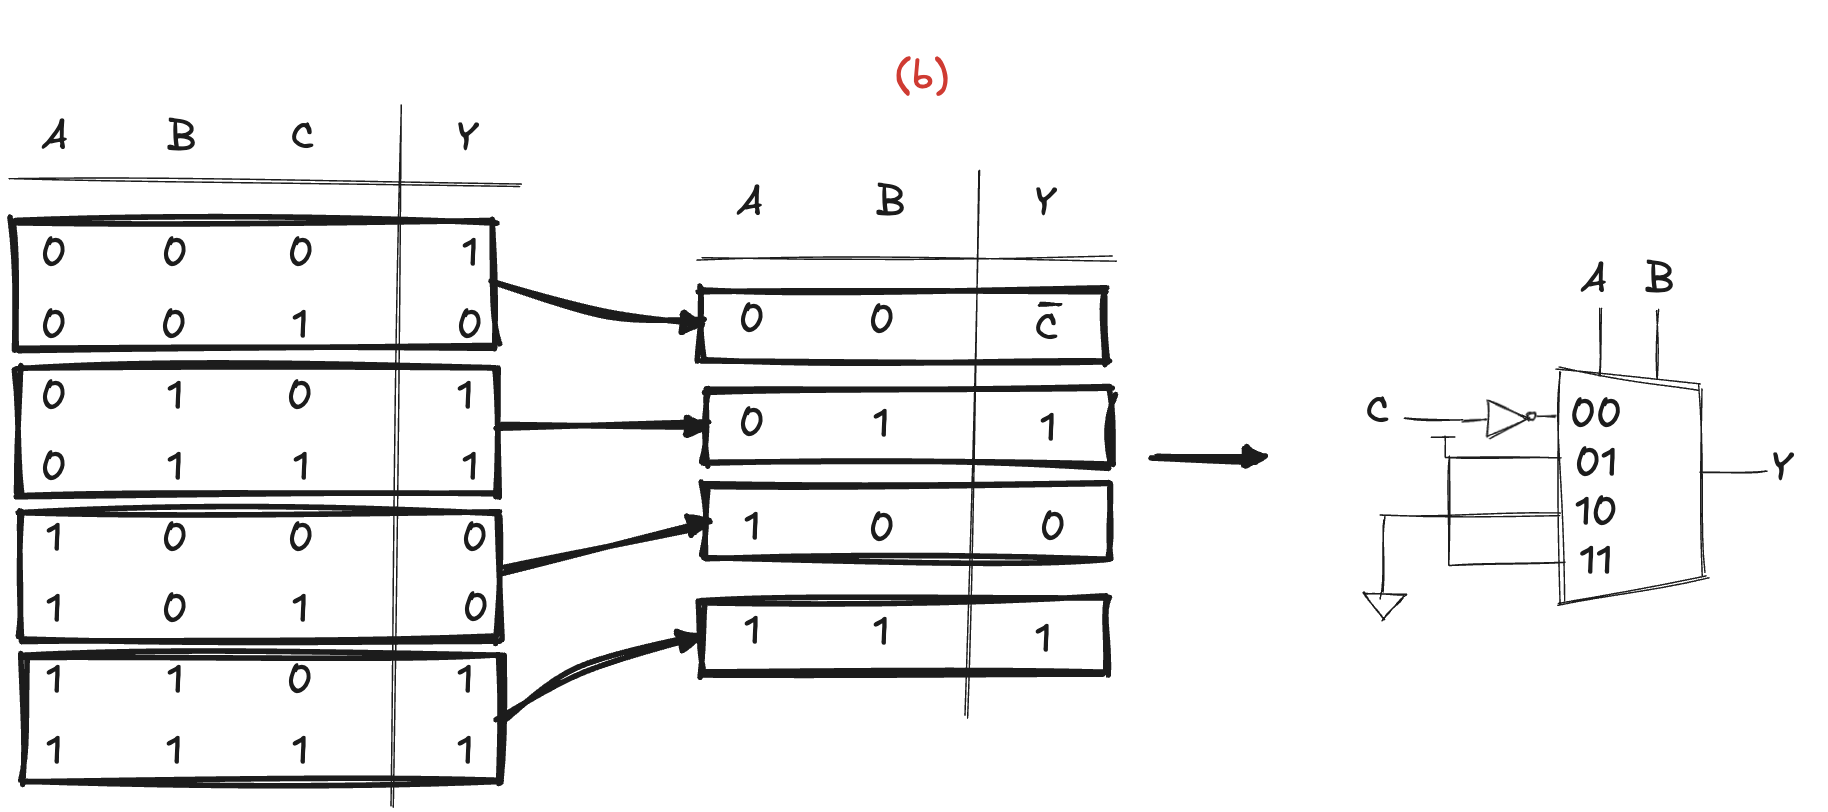 (b)
A B C Y
0 0 0 1
0 0 1 0
0 1 0 1
0 1 1 1
1 0 0 0
1 0 1 0
1 1 0 1
1 1 1 1
A B Y
0 0 C̅
0 1 1
1 0 0
1 1 1
A B
C
00
01
10
11
Y